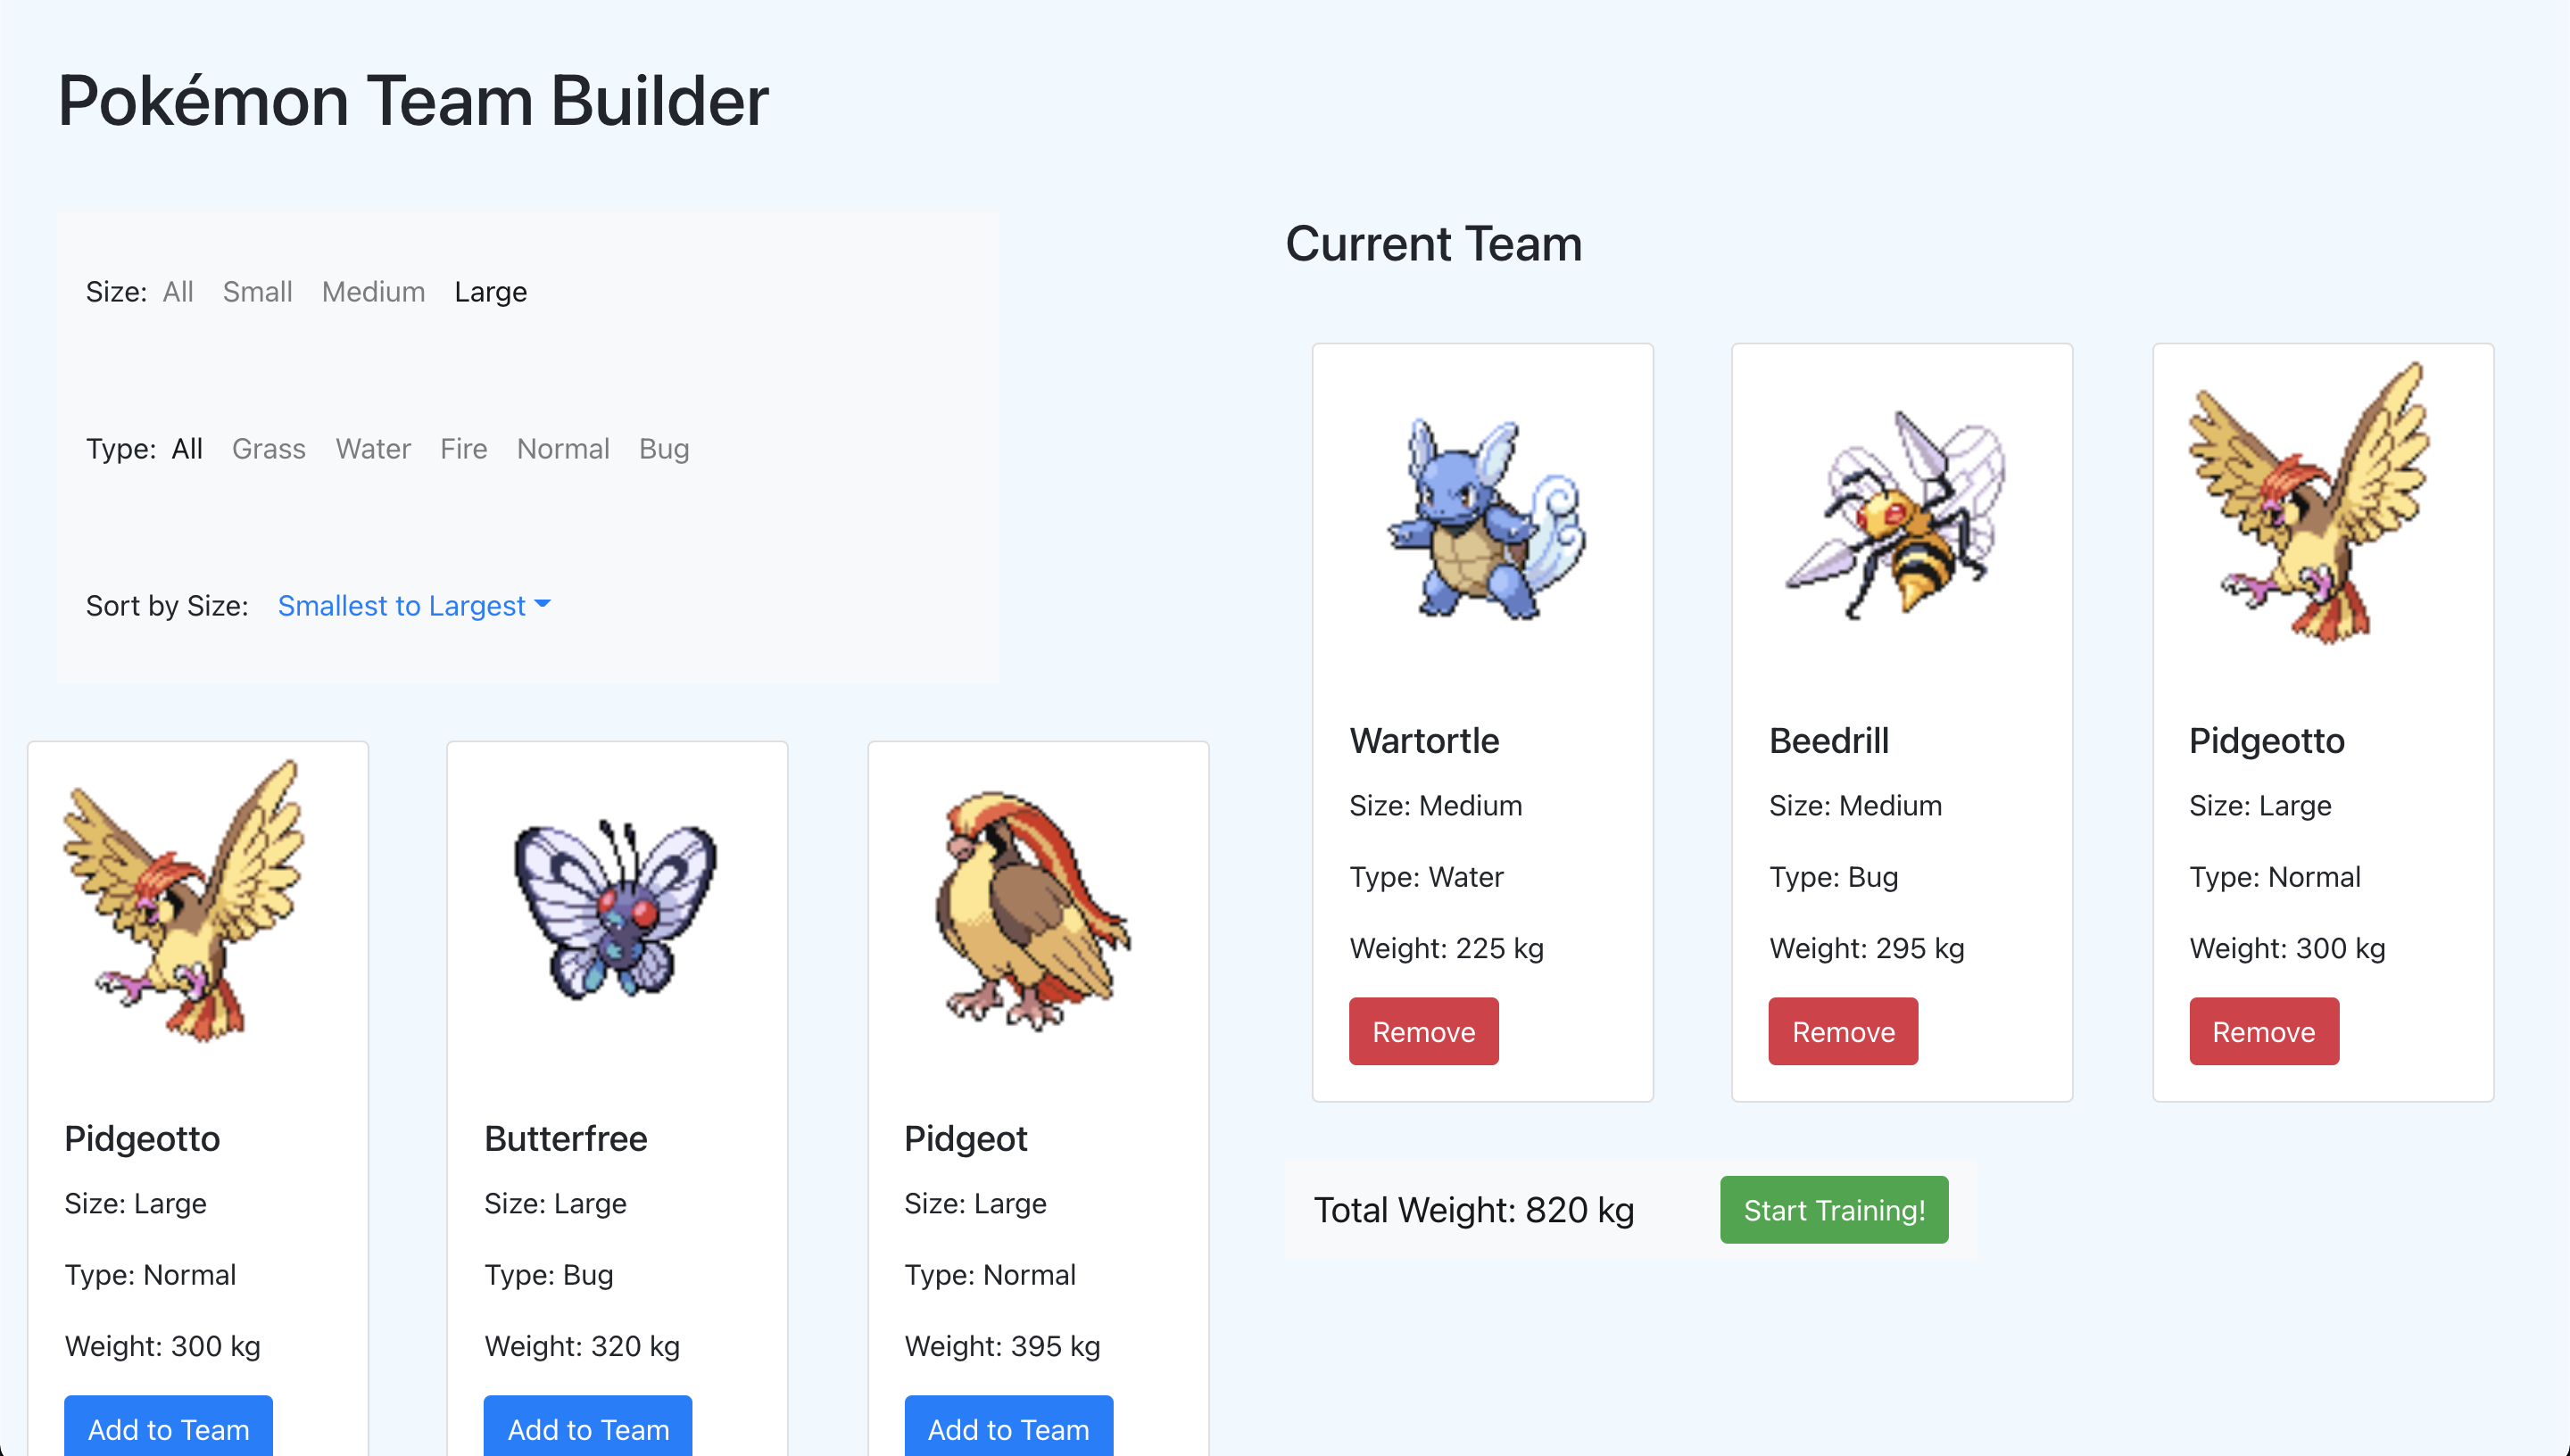 Pokémon Team Builder
Size: All Small Medium Large
Type: All Grass Water Fire Normal Bug
Sort by Size: Smallest to Largest
Pidgeotto
Size: Large
Type: Normal
Weight: 300 kg
Add to Team
Butterfree
Size: Large
Type: Bug
Weight: 320 kg
Add to Team
Pidgeot
Size: Large
Type: Normal
Weight: 395 kg
Add to Team
Current Team
Wartortle
Size: Medium
Type: Water
Weight: 225 kg
Remove
Beedrill
Size: Medium
Type: Bug
Weight: 295 kg
Remove
Pidgeotto
Size: Large
Type: Normal
Weight: 300 kg
Remove
Total Weight: 820 kg
Start Training!